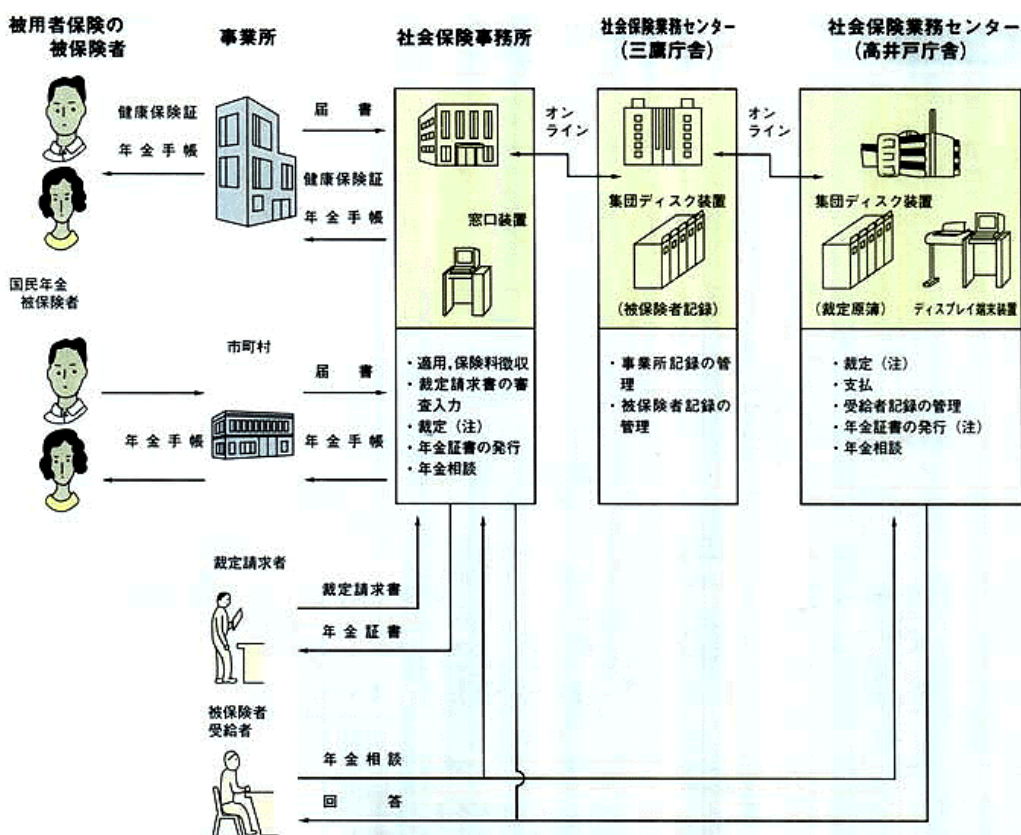 被用者保険の
被保険者
事業所
社会保険事務所
社会保険業務センター
(三鷹庁舎)
社会保険業務センター
(高井戸庁舎)
健康保険証
年金手帳
届書
健康保険証
年金手帳
窓口装置
オン
ライン
集団ディスク装置
(被保険者記録)
オン
ライン
集団ディスク装置
(裁定原簿)
ディスプレイ端末装置
国民年金
被保険者
市町村
届書
年金手帳
年金手帳
・適用,保険料徴収
・裁定請求書の審
査入力
・裁定(注)
・年金証書の発行
・年金相談
・事業所記録の管
理
・被保険者記録の
管理
・裁定(注)
・支払
・受給者記録の管理
・年金証書の発行(注)
・年金相談
裁定請求者
裁定請求書
年金証書
被保険者
受給者
年金相談
回答